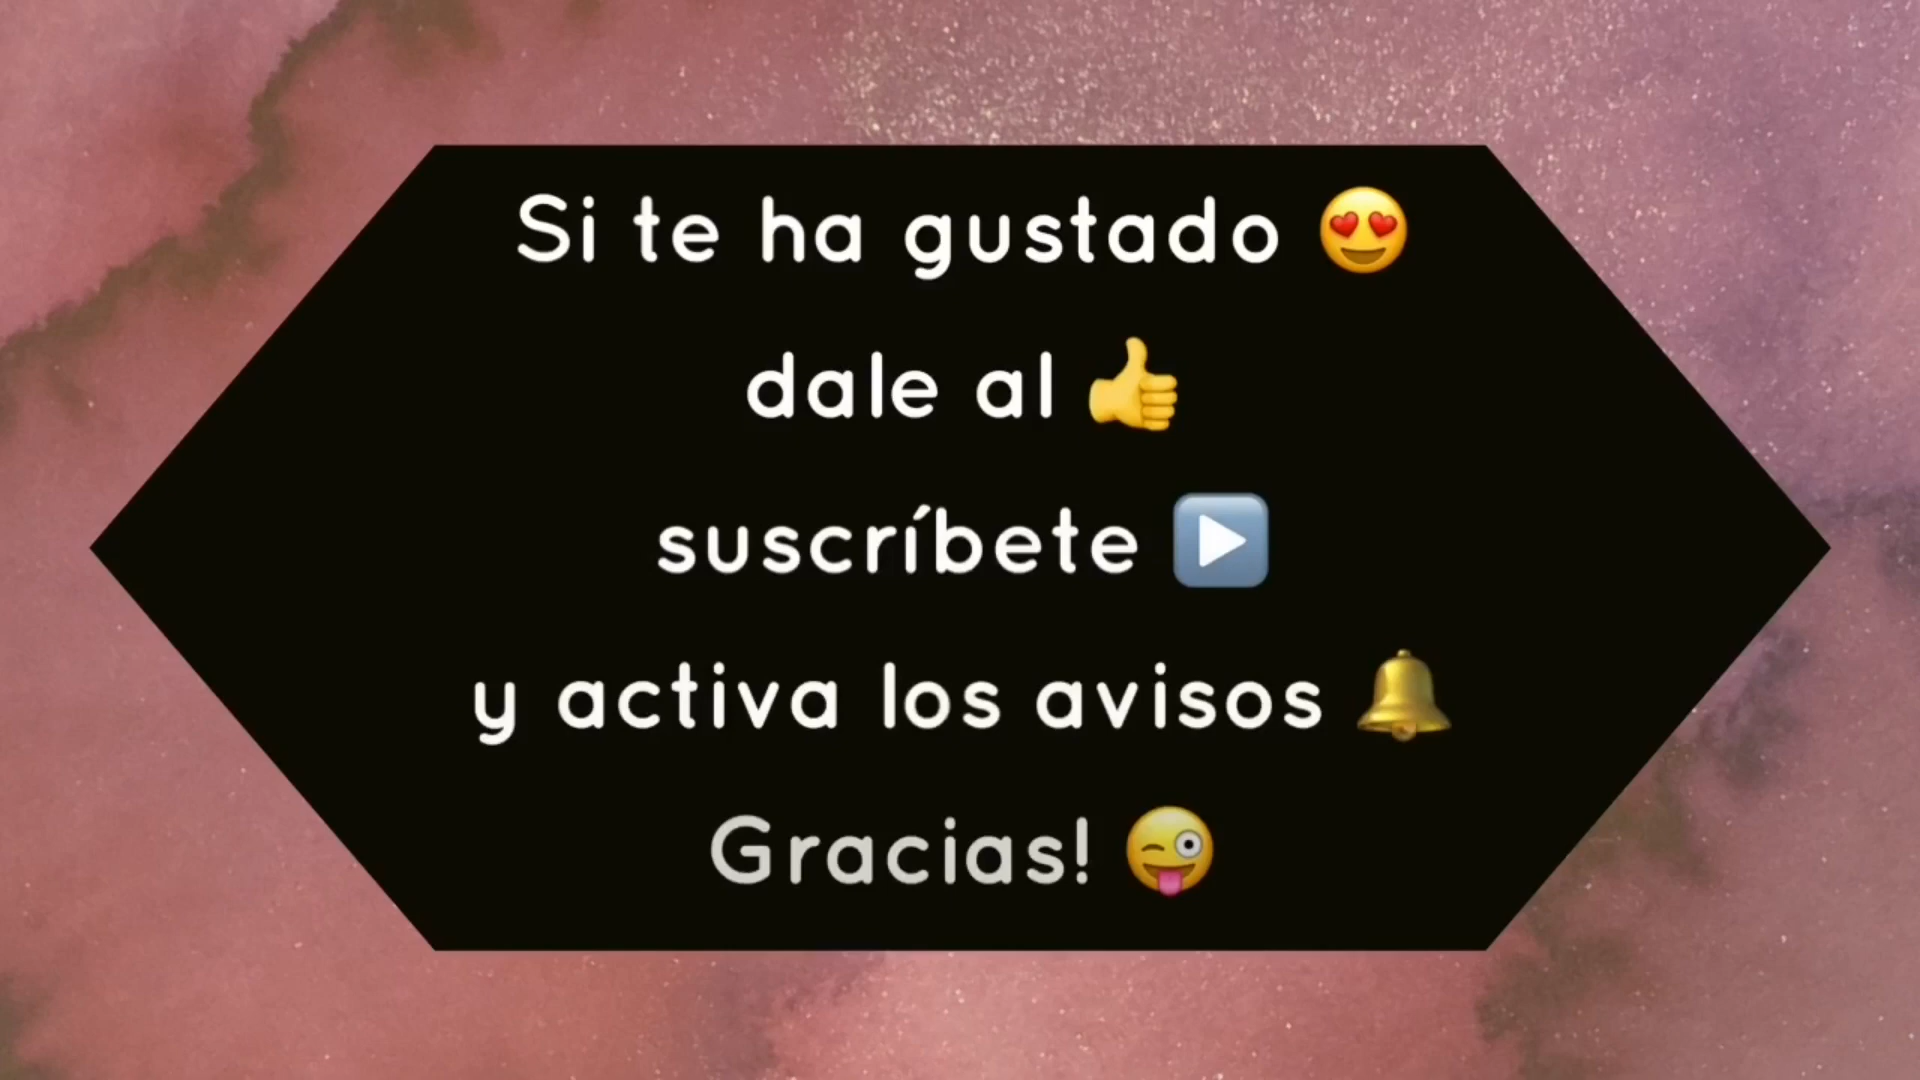 Si te ha gustado 😍
dale al 👍
suscríbete ▶️
y activa los avisos 🔔
Gracias! 😜